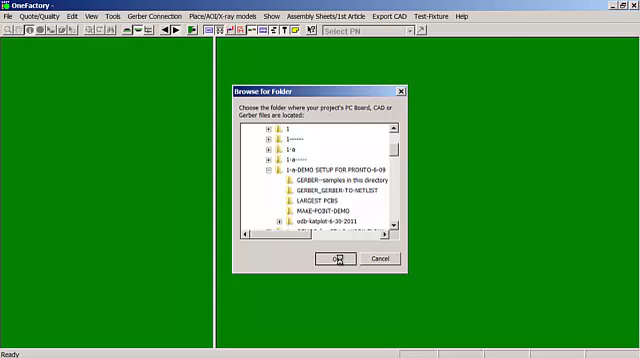 OneFactory -
File Quote/Quality Edit View Tools Gerber Connection Place/AOI/X-ray models Show Assembly Sheets/1st Article Export CAD Test-Fixture Help
Select PN
Browse for Folder
Choose the folder where your project's PC Board, CAD or
Gerber files are located:
1
1------
1-a
1-a-----
1-a-DEMO SETUP FOR PRONTO-6-09
GERBER--samples in this directory
GERBER_GERBER-TO-NETLIST
LARGEST PCBS
MAKE-POINT-DEMO
odb-katplot-6-30-2011
Cancel
Ready